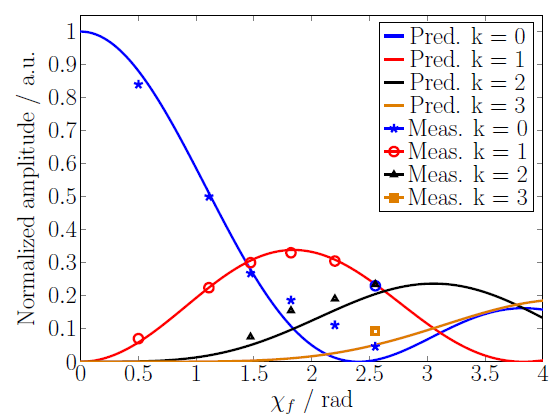 Normalized amplitude / a.u.
1
0.9
0.8
0.7
0.6
0.5
0.4
0.3
0.2
0.1
0
Pred. k = 0
Pred. k = 1
Pred. k = 2
Pred. k = 3
Meas. k = 0
Meas. k = 1
Meas. k = 2
Meas. k = 3
0 0.5 1 1.5 2 2.5 3 3.5 4
χ_f / rad